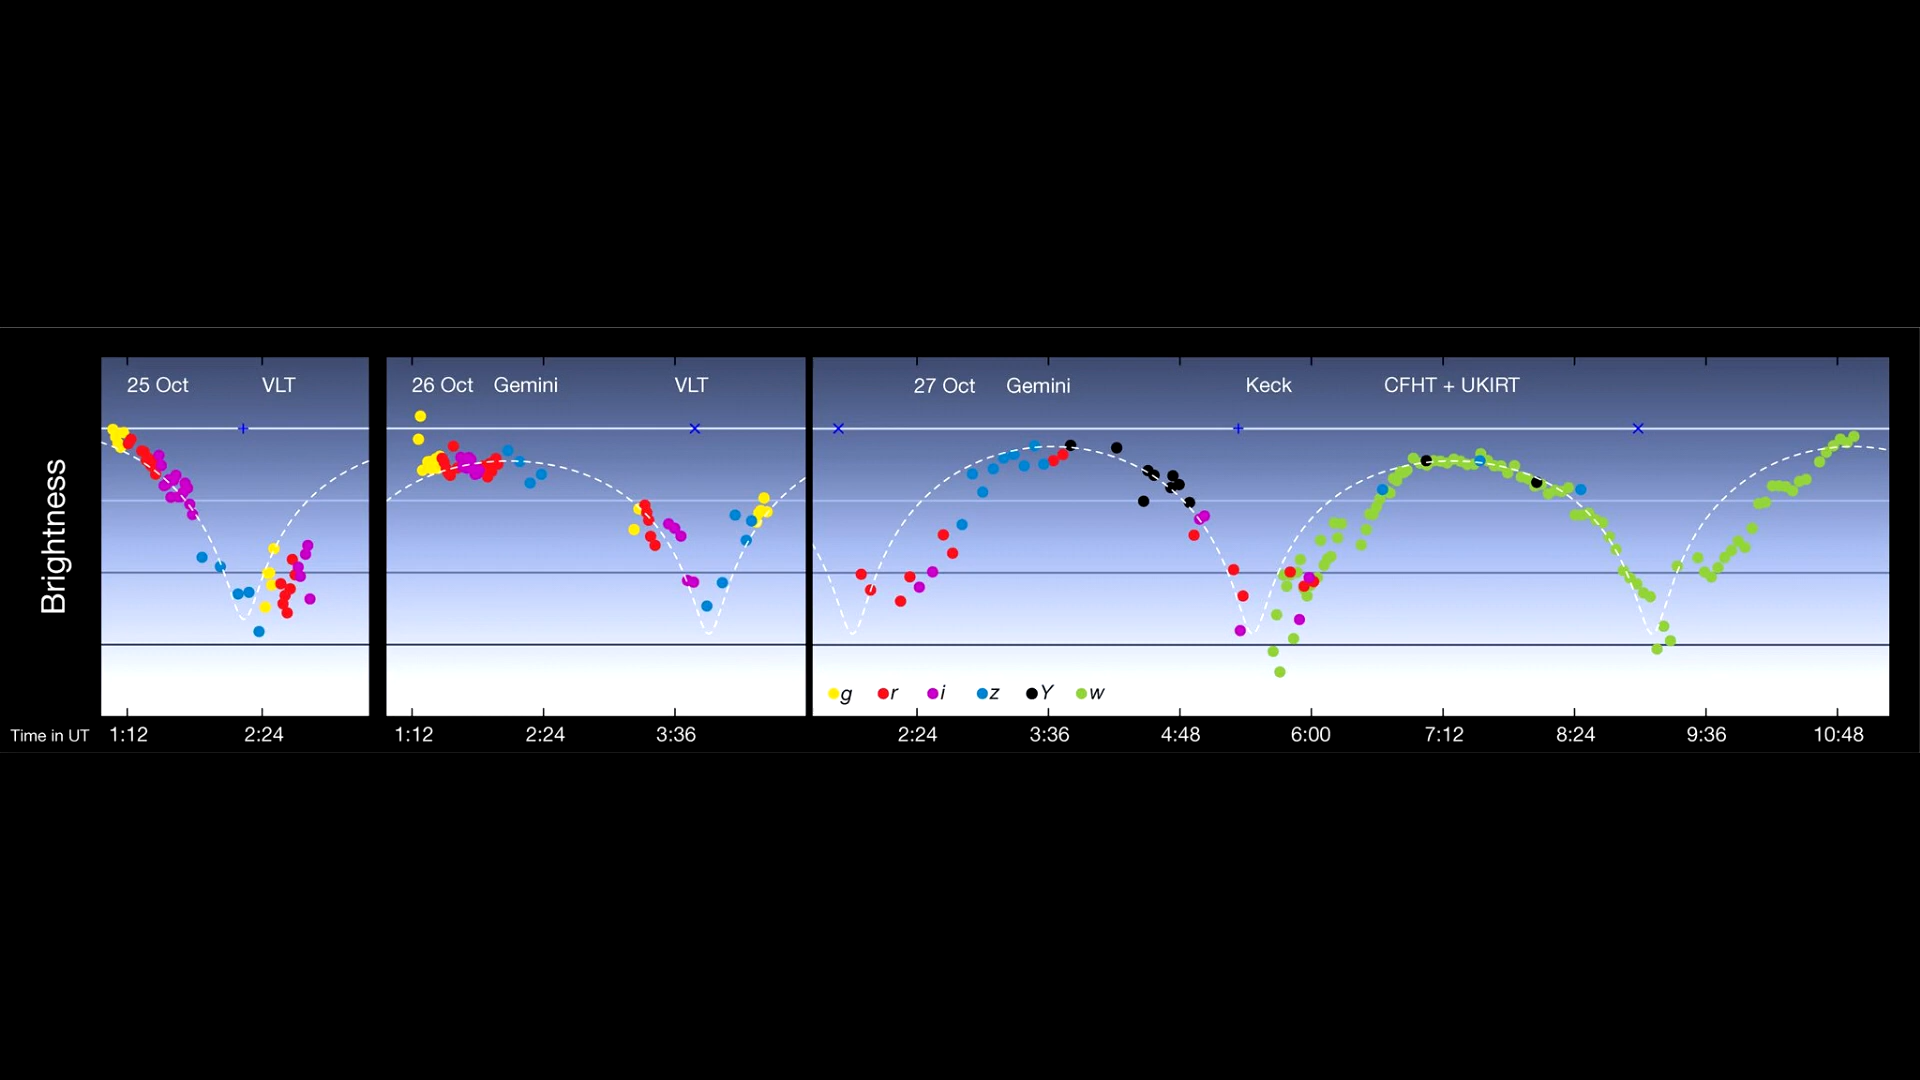 25 Oct VLT
26 Oct Gemini VLT
27 Oct Gemini Keck CFHT + UKIRT
Brightness
g r i z Y w
Time in UT 1:12 2:24 1:12 2:24 3:36 2:24 3:36 4:48 6:00 7:12 8:24 9:36 10:48